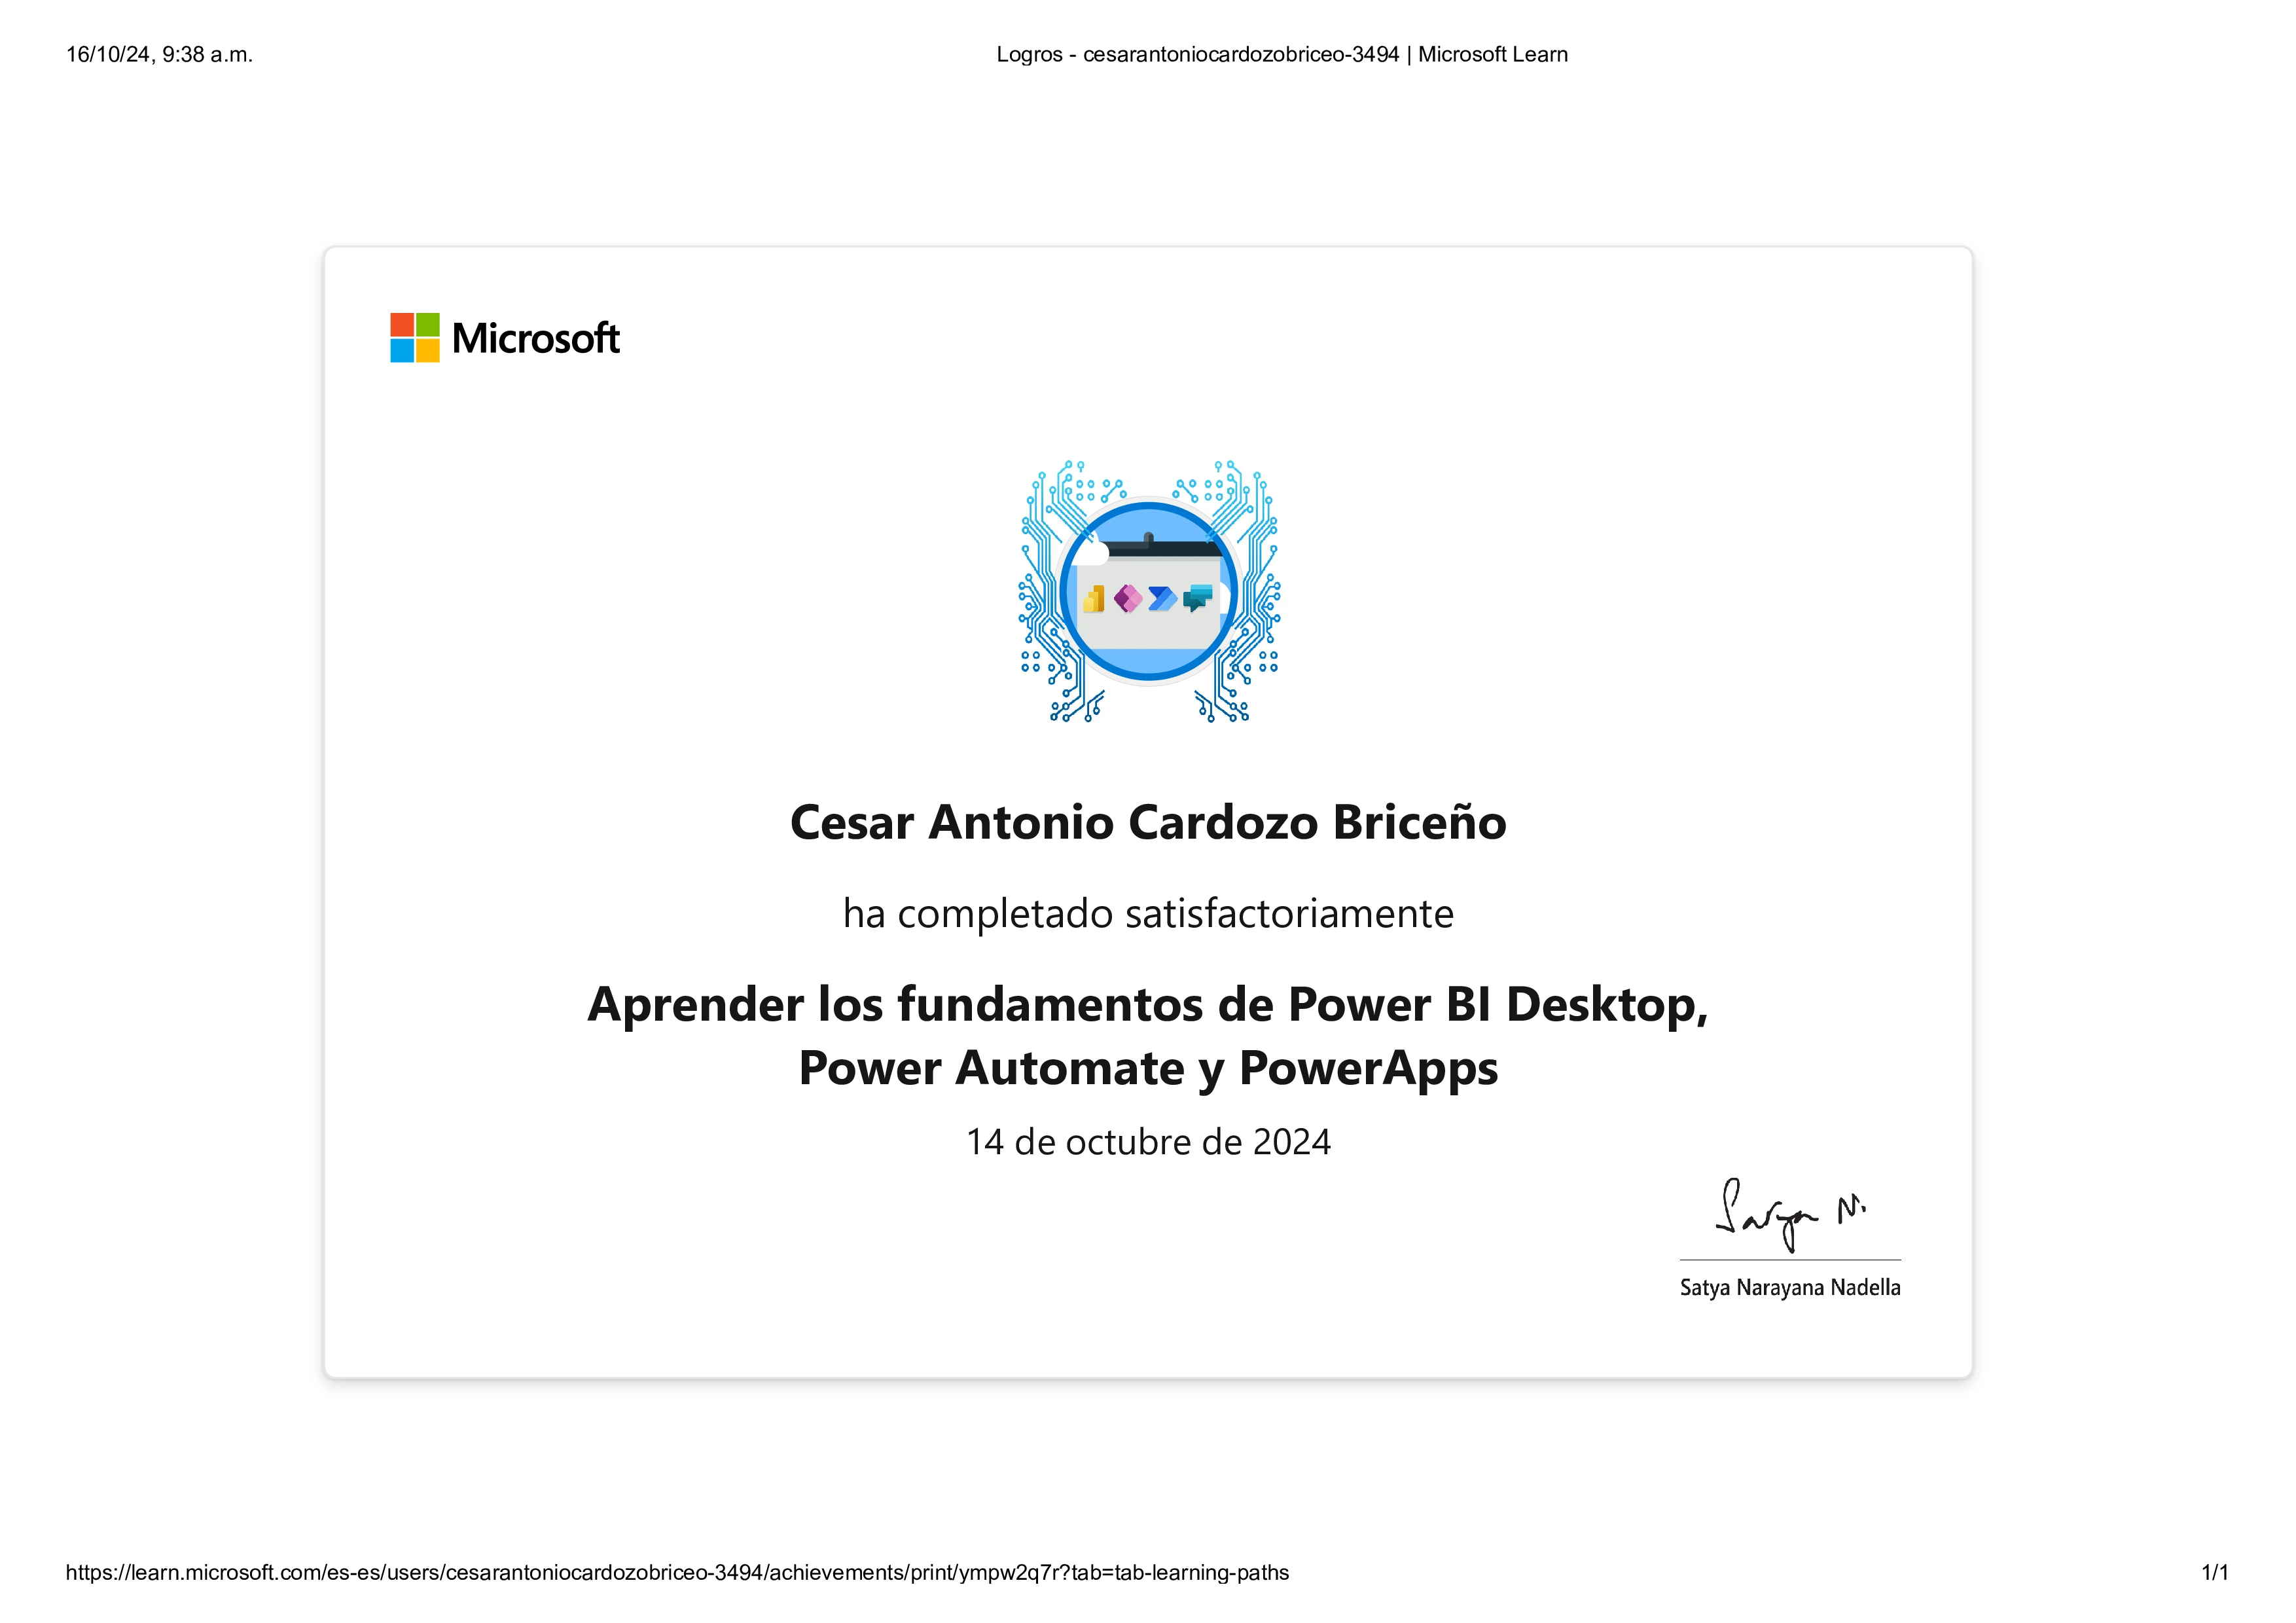 16/10/24, 9:38 a.m.
Logros - cesarantoniocardozobriceo-3494 | Microsoft Learn
Microsoft
Cesar Antonio Cardozo Briceño
ha completado satisfactoriamente
Aprender los fundamentos de Power BI Desktop,
Power Automate y PowerApps
14 de octubre de 2024
Satya N.
Satya Narayana Nadella
https://learn.microsoft.com/es-es/users/cesarantoniocardozobriceo-3494/achievements/print/ympw2q7r?tab=tab-learning-paths
1/1